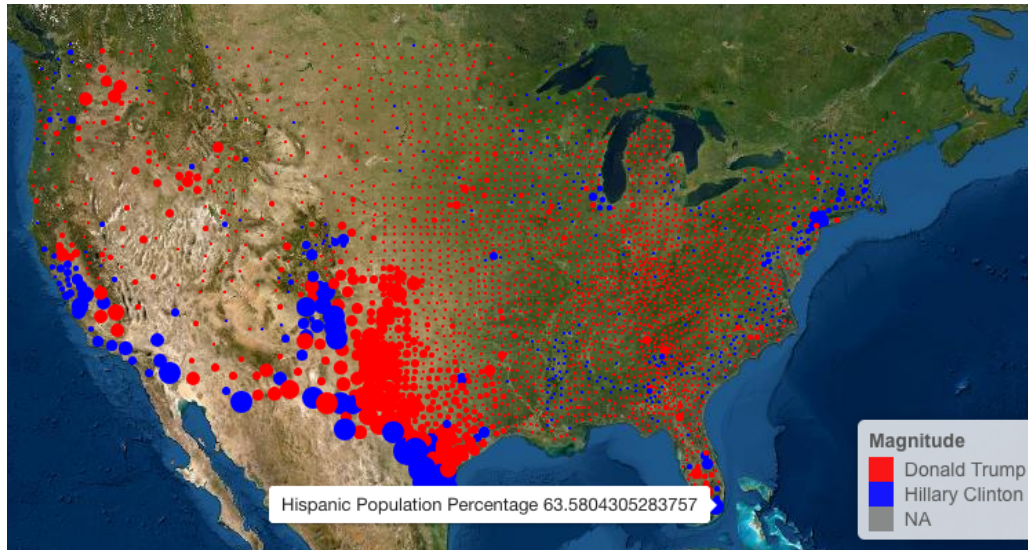 Hispanic Population Percentage 63.5804305283757
Magnitude
Donald Trump
Hillary Clinton
NA